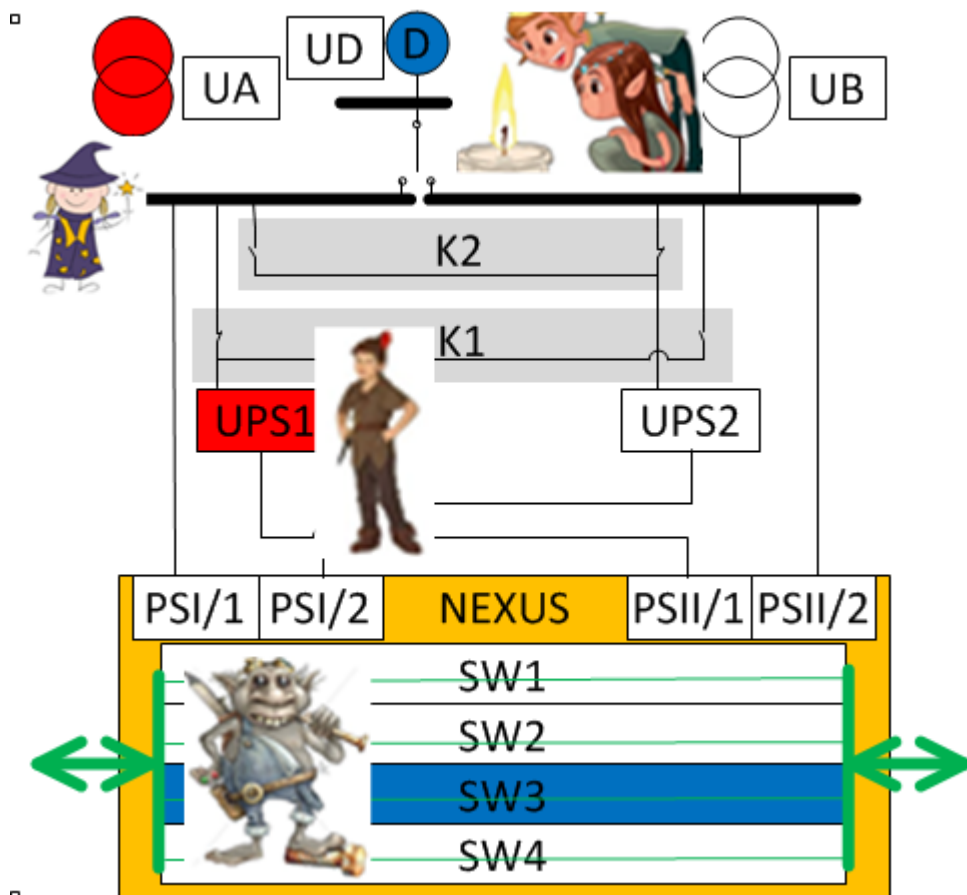 UA
UD
D
UB
K2
K1
UPS1
UPS2
PSI/1
PSI/2
NEXUS
PSII/1
PSII/2
SW1
SW2
SW3
SW4